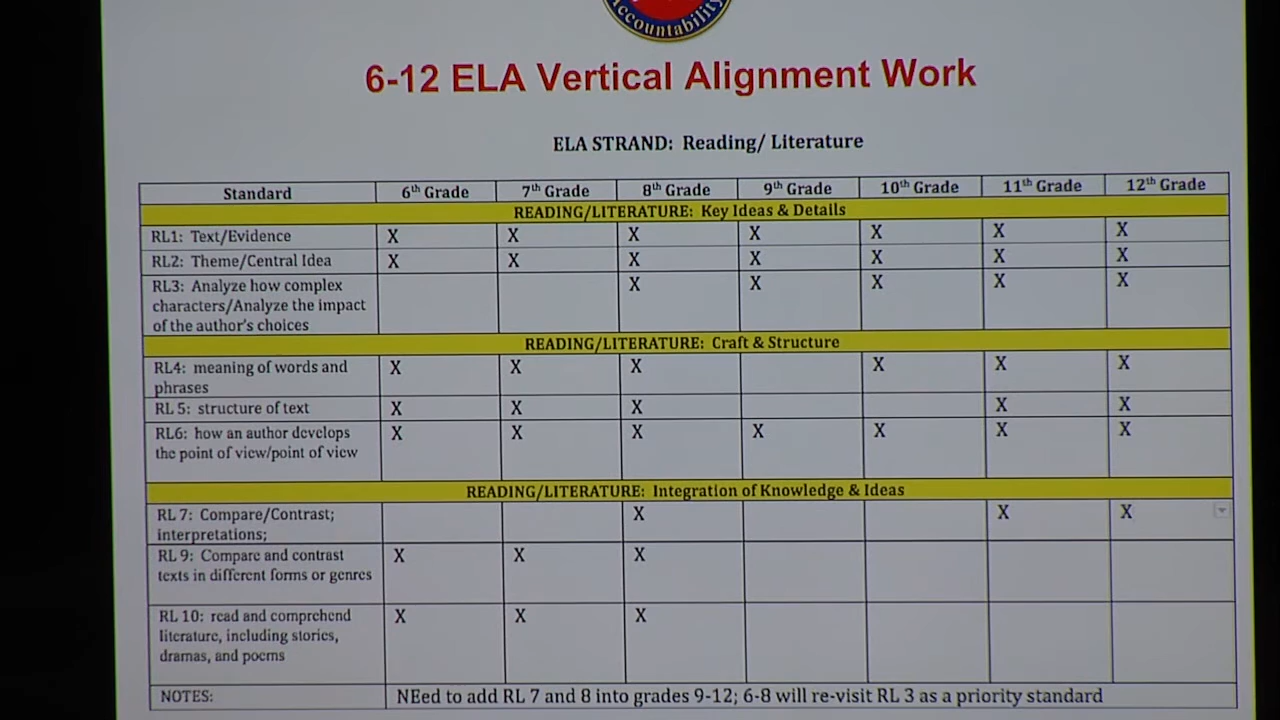 Accountability
6-12 ELA Vertical Alignment Work
ELA STRAND: Reading/ Literature
Standard 6th Grade 7th Grade 8th Grade 9th Grade 10th Grade 11th Grade 12th Grade
READING/LITERATURE: Key Ideas & Details
RL1: Text/Evidence X X X X X X X
RL2: Theme/Central Idea X X X X X X X
RL3: Analyze how complex X X X X X
characters/Analyze the impact
of the author's choices
READING/LITERATURE: Craft & Structure
RL4: meaning of words and X X X X X X
phrases
RL 5: structure of text X X X X X
RL6: how an author develops X X X X X X X
the point of view/point of view
READING/LITERATURE: Integration of Knowledge & Ideas
RL 7: Compare/Contrast; X X X
interpretations;
RL 9: Compare and contrast X X X
texts in different forms or genres
RL 10: read and comprehend X X X
literature, including stories,
dramas, and poems
NOTES: NEed to add RL 7 and 8 into grades 9-12; 6-8 will re-visit RL 3 as a priority standard